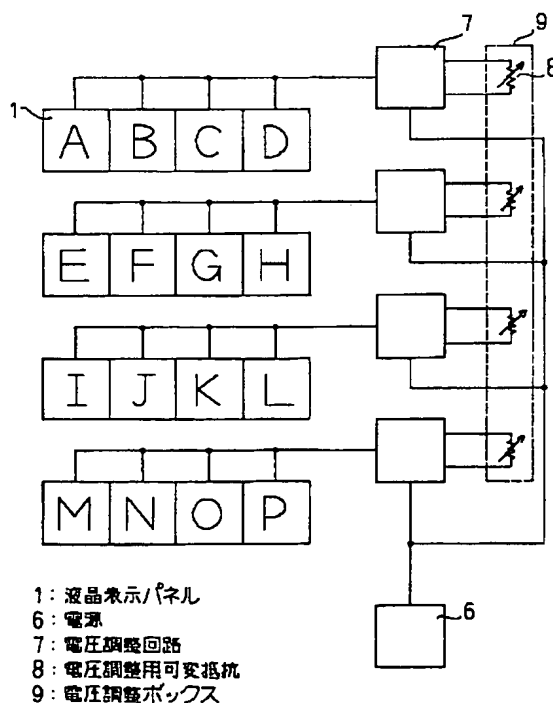 7
9
8
1
A B C D
E F G H
I J K L
M N O P
6
1:液晶表示パネル
6:電源
7:電圧調整回路
8:電圧調整用可変抵抗
9:電圧調整ボックス